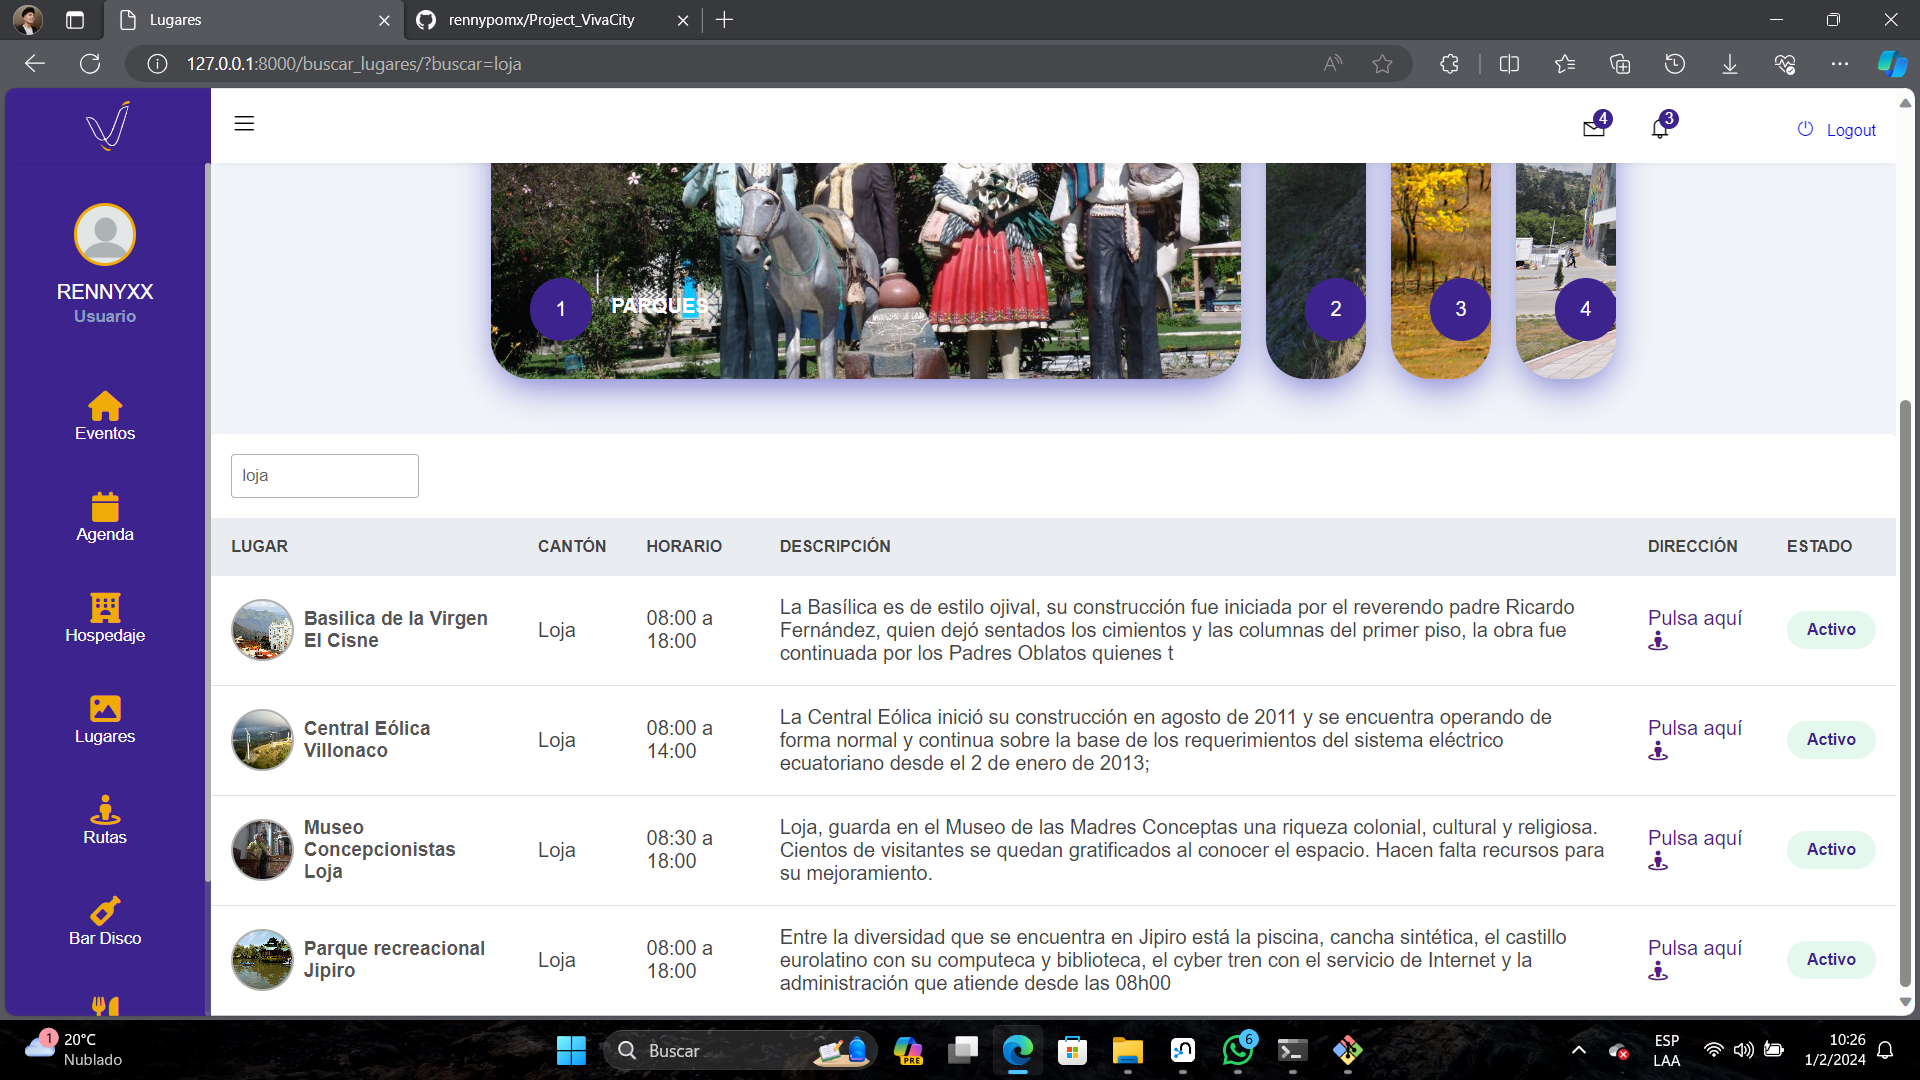 Lugares
rennypomx/Project_VivaCity
127.0.0.1:8000/buscar_lugares/?buscar=loja
4
3
Logout
RENNYXX
Usuario
Eventos
Agenda
Hospedaje
Lugares
Rutas
Bar Disco
1
PARQUES
2
3
4
loja
LUGAR
CANTÓN
HORARIO
DESCRIPCIÓN
DIRECCIÓN
ESTADO
Basilica de la Virgen
El Cisne
Loja
08:00 a
18:00
La Basílica es de estilo ojival, su construcción fue iniciada por el reverendo padre Ricardo
Fernández, quien dejó sentados los cimientos y las columnas del primer piso, la obra fue
continuada por los Padres Oblatos quienes t
Pulsa aquí
Activo
Central Eólica
Villonaco
Loja
08:00 a
14:00
La Central Eólica inició su construcción en agosto de 2011 y se encuentra operando de
forma normal y continua sobre la base de los requerimientos del sistema eléctrico
ecuatoriano desde el 2 de enero de 2013;
Pulsa aquí
Activo
Museo
Concepcionistas
Loja
Loja
08:30 a
18:00
Loja, guarda en el Museo de las Madres Conceptas una riqueza colonial, cultural y religiosa.
Cientos de visitantes se quedan gratificados al conocer el espacio. Hacen falta recursos para
su mejoramiento.
Pulsa aquí
Activo
Parque recreacional
Jipiro
Loja
08:00 a
18:00
Entre la diversidad que se encuentra en Jipiro está la piscina, cancha sintética, el castillo
eurolatino con su computeca y biblioteca, el cyber tren con el servicio de Internet y la
administración que atiende desde las 08h00
Pulsa aquí
Activo
1
20°C
Nublado
Buscar
PRE
6
ESP
LAA
10:26
1/2/2024